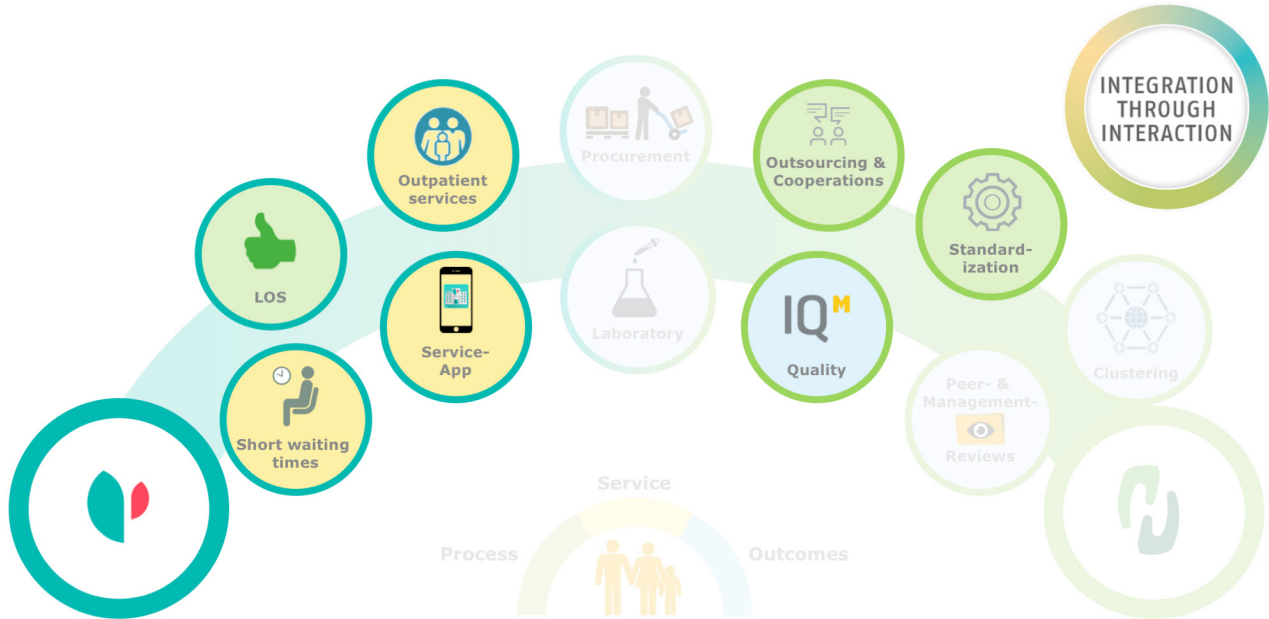 INTEGRATION
THROUGH
INTERACTION
Procurement
Outsourcing &
Cooperations
Outpatient
services
Standard-
ization
LOS
Laboratory
Service-
App
IQM
Quality
Clustering
Peer- &
Management-
Reviews
Short waiting
times
Service
Process
Outcomes